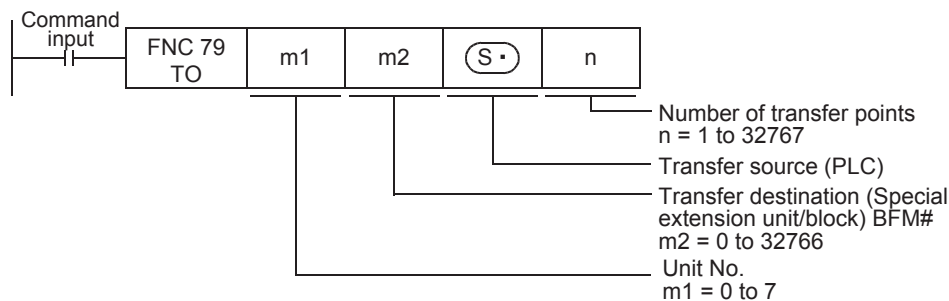 Command
input
FNC 79
TO
m1
m2
S・
n
Number of transfer points
n = 1 to 32767
Transfer source (PLC)
Transfer destination (Special
extension unit/block) BFM#
m2 = 0 to 32766
Unit No.
m1 = 0 to 7